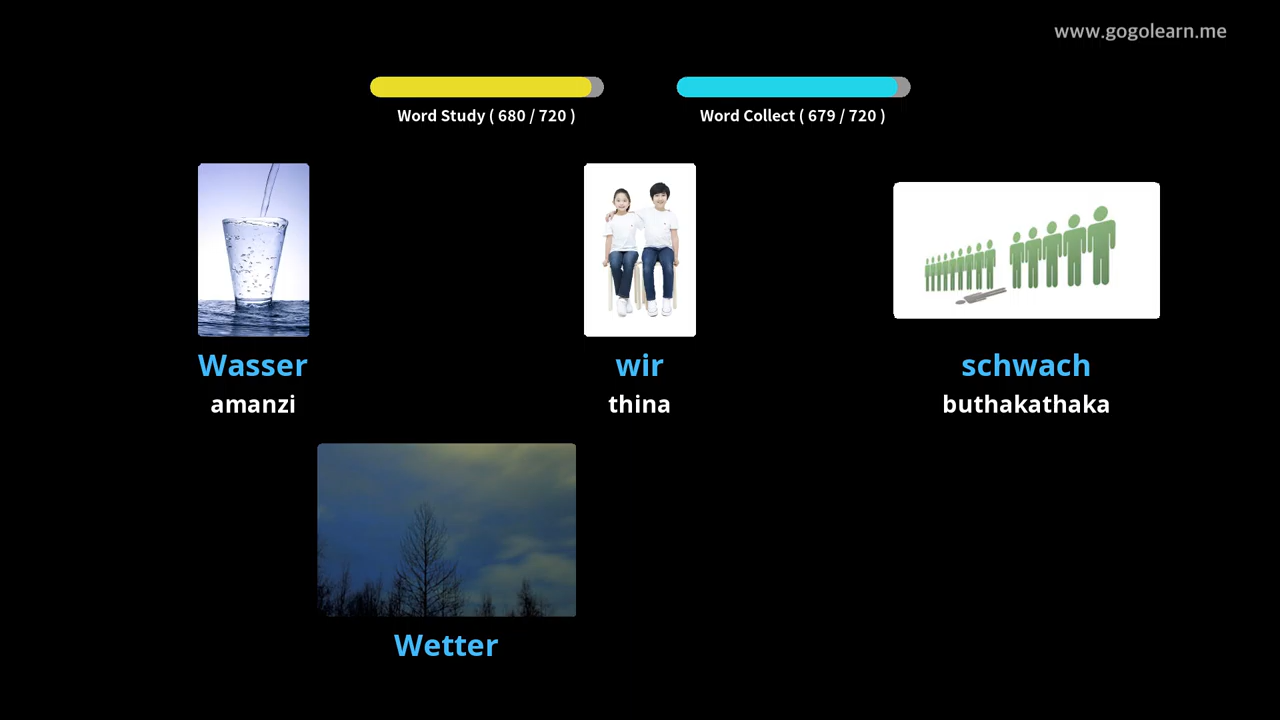 www.gogolearn.me
Word Study ( 680 / 720 )
Word Collect ( 679 / 720 )
Wasser
amanzi
wir
thina
schwach
buthakathaka
Wetter